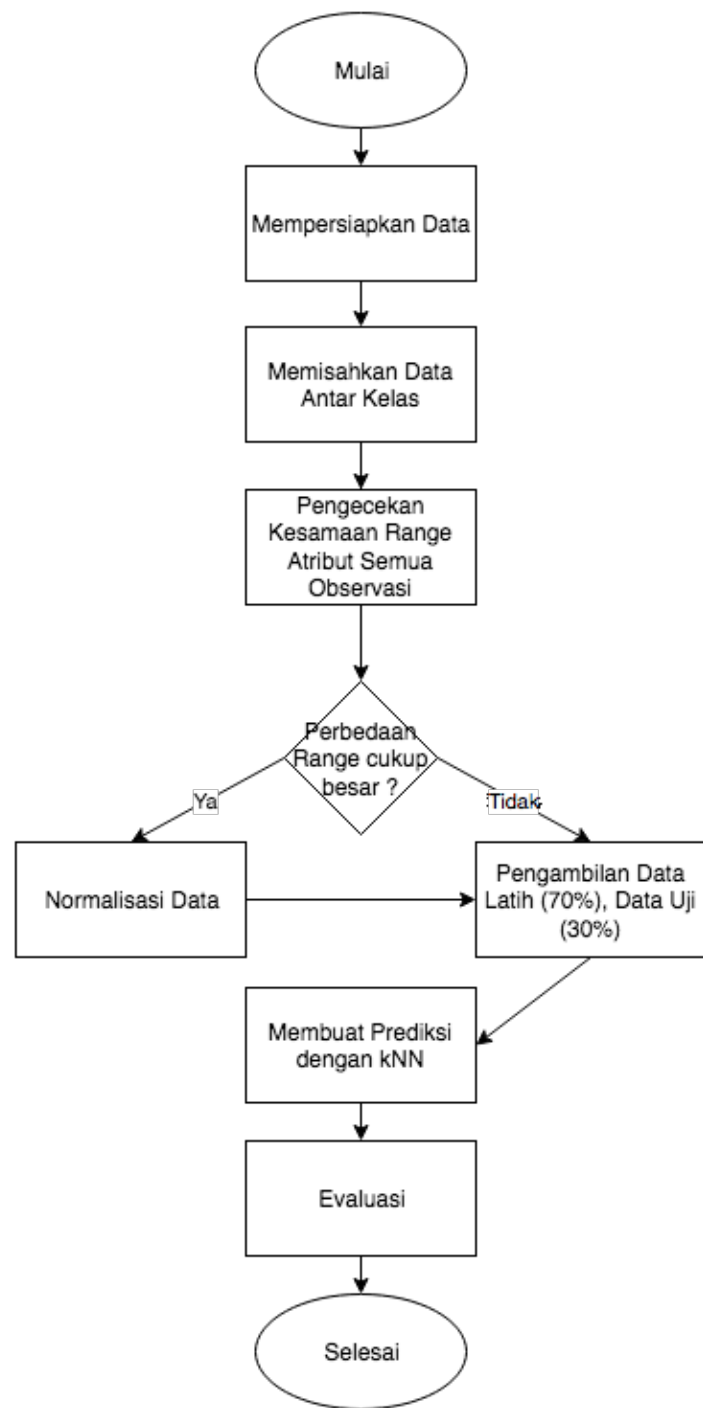 Mulai
Mempersiapkan Data
Memisahkan Data
Antar Kelas
Pengecekan
Kesamaan Range
Atribut Semua
Observasi
Perbedaan
Range cukup
besar ?
Ya
Tidak
Normalisasi Data
Pengambilan Data
Latih (70%), Data Uji
(30%)
Membuat Prediksi
dengan kNN
Evaluasi
Selesai